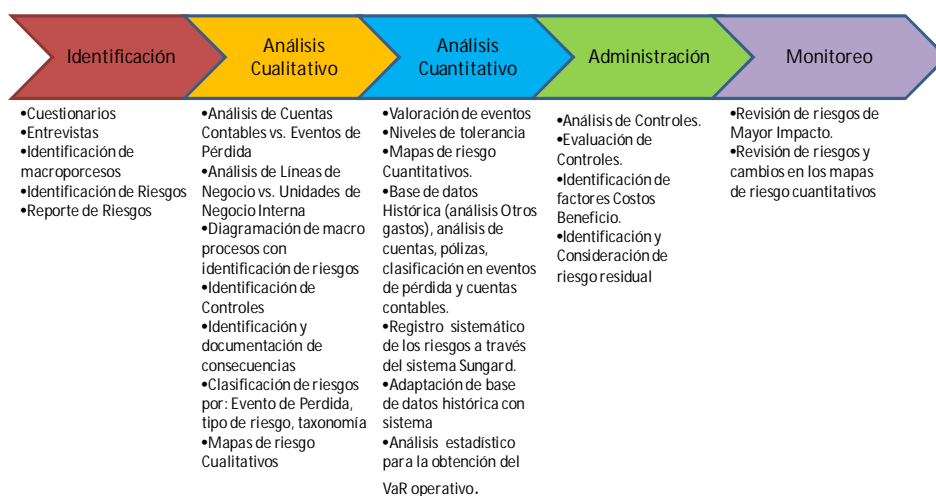 Identificación
•Cuestionarios
•Entrevistas
•Identificación de
macroporcesos
•Identificación de Riesgos
•Reporte de Riesgos
Análisis
Cualitativo
•Análisis de Cuentas
Contables vs. Eventos de
Pérdida
•Análisis de Líneas de
Negocio vs. Unidades de
Negocio Interna
•Diagramación de macro
procesos con
identificación de riesgos
•Identificación de
Controles
•Identificación y
documentación de
consecuencias
•Clasificación de riesgos
por: Evento de Perdida,
tipo de riesgo, taxonomía
•Mapas de riesgo
Cualitativos
Análisis
Cuantitativo
•Valoración de eventos
•Niveles de tolerancia
•Mapas de riesgo
Cuantitativos.
•Base de datos
Histórica (análisis Otros
gastos), análisis de
cuentas, pólizas,
clasificación en eventos
de pérdida y cuentas
contables.
•Registro sistemático
de los riesgos a través
del sistema Sungard.
•Adaptación de base
de datos histórica con
sistema
•Análisis estadístico
para la obtención del
VaR operativo.
Administración
•Análisis de Controles.
•Evaluación de
Controles.
•Identificación de
factores Costos
Beneficio.
•Identificación y
Consideración de
riesgo residual
Monitoreo
•Revisión de riesgos de
Mayor Impacto.
•Revisión de riesgos y
cambios en los mapas
de riesgo cuantitativos